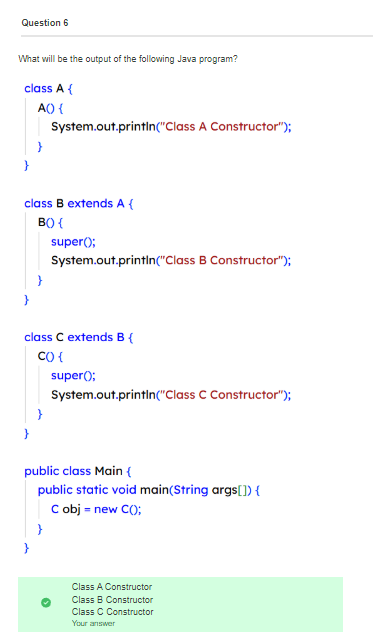 Question 6
What will be the output of the following Java program?
class A {
A() {
System.out.println("Class A Constructor");
}
}
class B extends A {
B() {
super();
System.out.println("Class B Constructor");
}
}
class C extends B {
C() {
super();
System.out.println("Class C Constructor");
}
}
public class Main {
public static void main(String args[]) {
C obj = new C();
}
}
Class A Constructor
Class B Constructor
Class C Constructor
Your answer